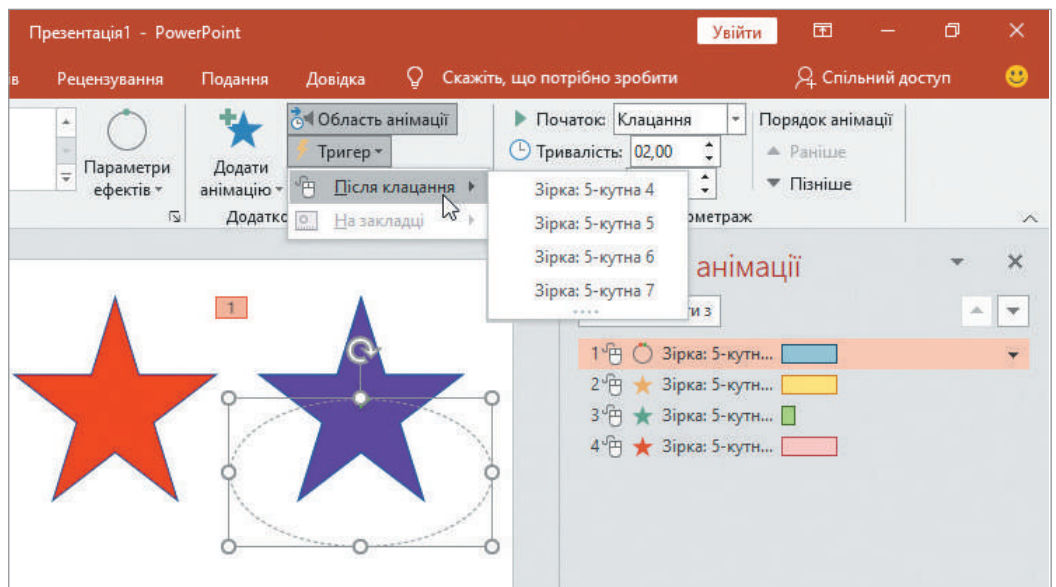 Презентація1 - PowerPoint
Увійти
в Рецензування Подання Довідка Скажіть, що потрібно зробити Спільний доступ
Параметри ефектів
Додати анімацію
Область анімації
Тригер
Після клацання
На закладці
Додатко
Зірка: 5-кутна 4
Зірка: 5-кутна 5
Зірка: 5-кутна 6
Зірка: 5-кутна 7
Початок: Клацання
Тривалість: 02,00
ометраж
Порядок анімації
Раніше
Пізніше
1
анімації
и з
1 Зірка: 5-кутн...
2 Зірка: 5-кутн...
3 Зірка: 5-кутн...
4 Зірка: 5-кутн...